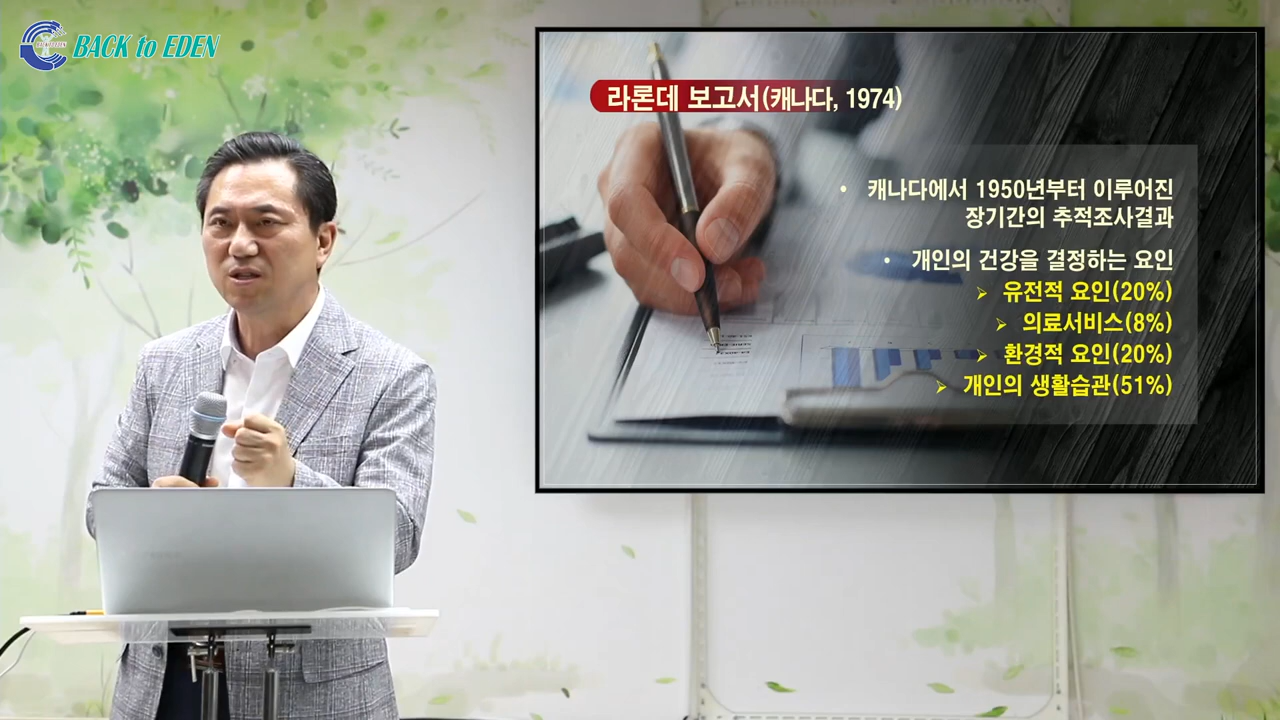 BACK to EDEN
라론데 보고서(캐나다, 1974)
• 캐나다에서 1950년부터 이루어진
장기간의 추적조사결과
• 개인의 건강을 결정하는 요인
➢ 유전적 요인(20%)
➢ 의료서비스(8%)
➢ 환경적 요인(20%)
➢ 개인의 생활습관(51%)